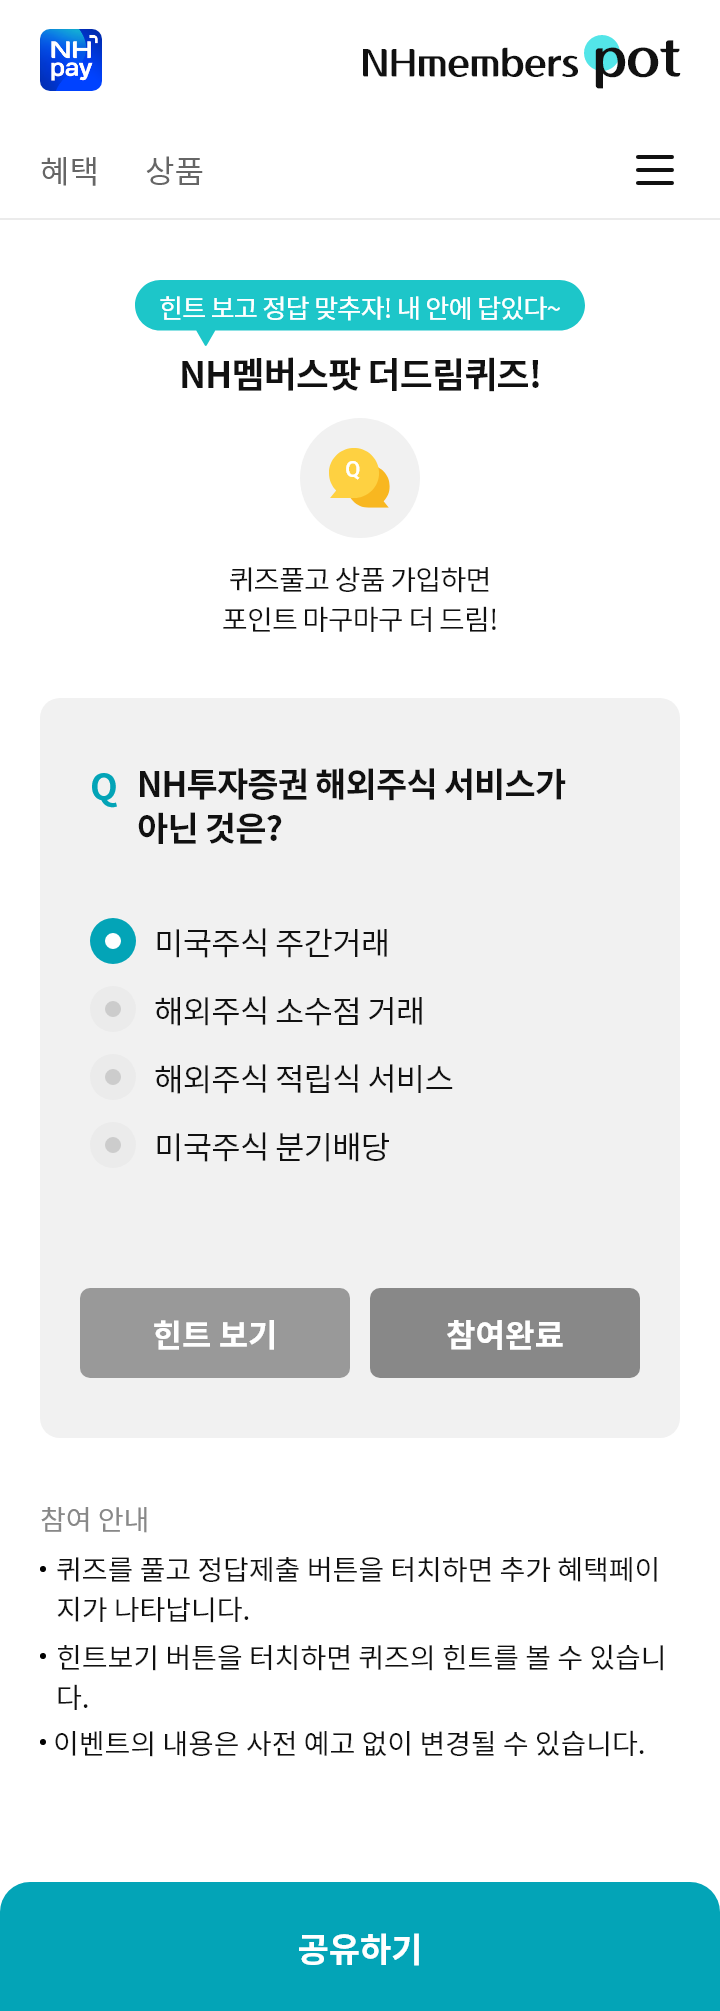 NH
pay
NHmembers pot
혜택 상품
힌트 보고 정답 맞추자! 내 안에 답있다~
NH멤버스팟 더드림퀴즈!
Q
퀴즈풀고 상품 가입하면
포인트 마구마구 더 드림!
Q NH투자증권 해외주식 서비스가
아닌 것은?
미국주식 주간거래
해외주식 소수점 거래
해외주식 적립식 서비스
미국주식 분기배당
힌트 보기 참여완료
참여 안내
• 퀴즈를 풀고 정답제출 버튼을 터치하면 추가 혜택페이
지가 나타납니다.
• 힌트보기 버튼을 터치하면 퀴즈의 힌트를 볼 수 있습니
다.
• 이벤트의 내용은 사전 예고 없이 변경될 수 있습니다.
공유하기